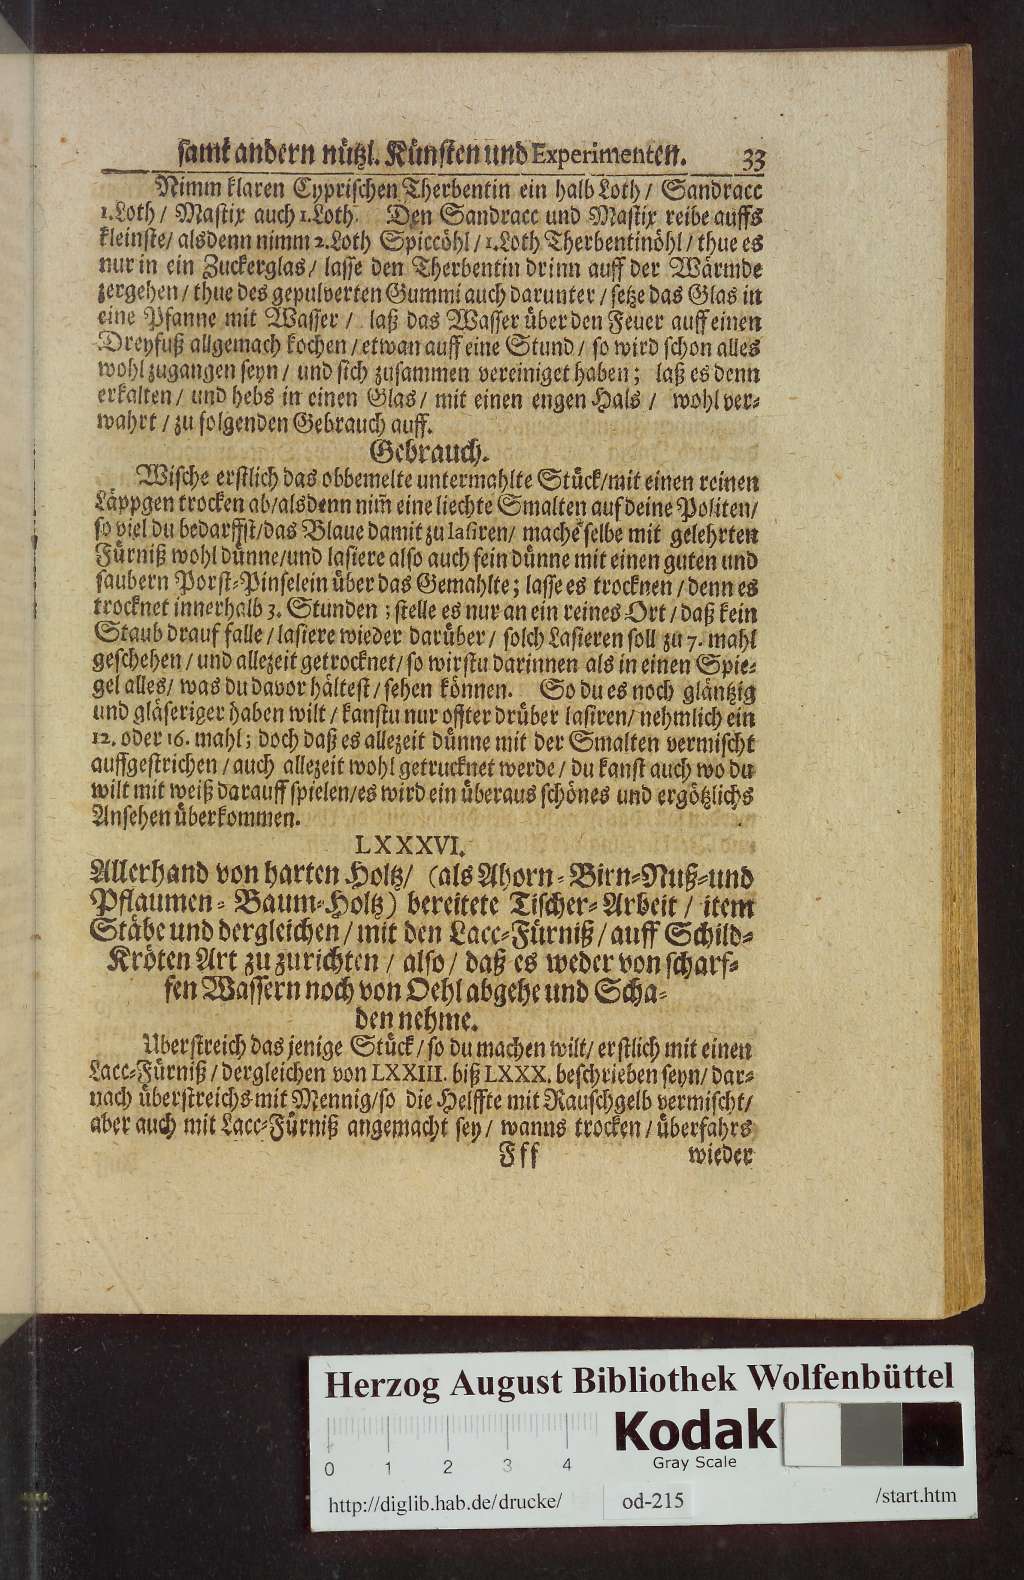 samt andern nützl. Künsten und Experimenten. 33
Nimm klaren Cyprischen Therbentin ein halb Loth / Sandracc
1. Loth / Mastix auch 1. Loth. Den Sandracc und Mastix reibe auffs
kleinste / alsdenn nimm 2. Loth Spiccöhl / 1. Loth Therbentinöhl / thue es
nur in ein Zuckerglas / lasse den Therbentin drinn auff der Wärmde
zergehen / thue des gepulverten Gummi auch darunter / setze das Glas in
eine Pfanne mit Wasser / laß das Wasser über den Feuer auff einen
Dreyfuß allgemach kochen / etwan auff eine Stund / so wird schon alles
wohl zugangen seyn / und sich zusammen vereiniget haben; laß es denn
erkalten / und hebs in einen Glas / mit einen engen Hals / wohl ver-
wahrt / zu folgenden Gebrauch auff.
Gebrauch.
Wische erstlich das obbemelte untermahlte Stück / mit einen reinen
Läppgen trocken ab / alsdenn nim̃ eine liechte Smalten auf deine Politen /
so viel du bedarffst / das Blaue damit zu lasiren / mache selbe mit gelehrten
Fürniß wohl dünne / und lasiere also auch fein dünne mit einen guten und
saubern Porst-Pinselein über das Gemahlte; lasse es trocknen / denn es
trocknet innerhalb 3. Stunden; stelle es nur an ein reines Ort / daß kein
Staub drauf falle / lasiere wieder darüber / solch Lasieren soll zu 7. mahl
geschehen / und allezeit getrocknet / so wirstu darinnen als in einen Spie-
gel alles / was du davor hältest / sehen können. So du es noch gläntzig
und gläseriger haben wilt / kanstu nur offter drüber lasiren / nehmlich ein
12. oder 16. mahl; doch daß es allezeit dünne mit der Smalten vermischt
auffgestrichen / auch allezeit wohl getrucknet werde / du kanst auch wo du
wilt mit weiß darauff spielen / es wird ein überaus schönes und ergötzlichs
Ansehen überkommen.
LXXXVI.
Allerhand von harten Holtz / (als Ahorn- Birn-Nuß-und
Pflaumen- Baum-Holtz) bereitete Tischer-Arbeit / item
Stäbe und dergleichen / mit den Lacc-Fürniß / auff Schild-
Kröten Art zu zurichten / also / daß es weder von scharf-
fen Wassern noch von Oehl abgehe und Scha-
den nehme.
Uberstreich das jenige Stück / so du machen wilt / erstlich mit einen
Lacc-Fürniß / dergleichen von LXXIII. biß LXXX. beschrieben seyn / dar-
nach überstreichs mit Mennig / so die Helffte mit Rauschgelb vermischt /
aber auch mit Lacc-Fürniß angemacht sey / wanns trocken / überfahrs
Fff wieder
Herzog August Bibliothek Wolfenbüttel
Kodak
Gray Scale
0 1 2 3 4
http://diglib.hab.de/drucke/ od-215 /start.htm